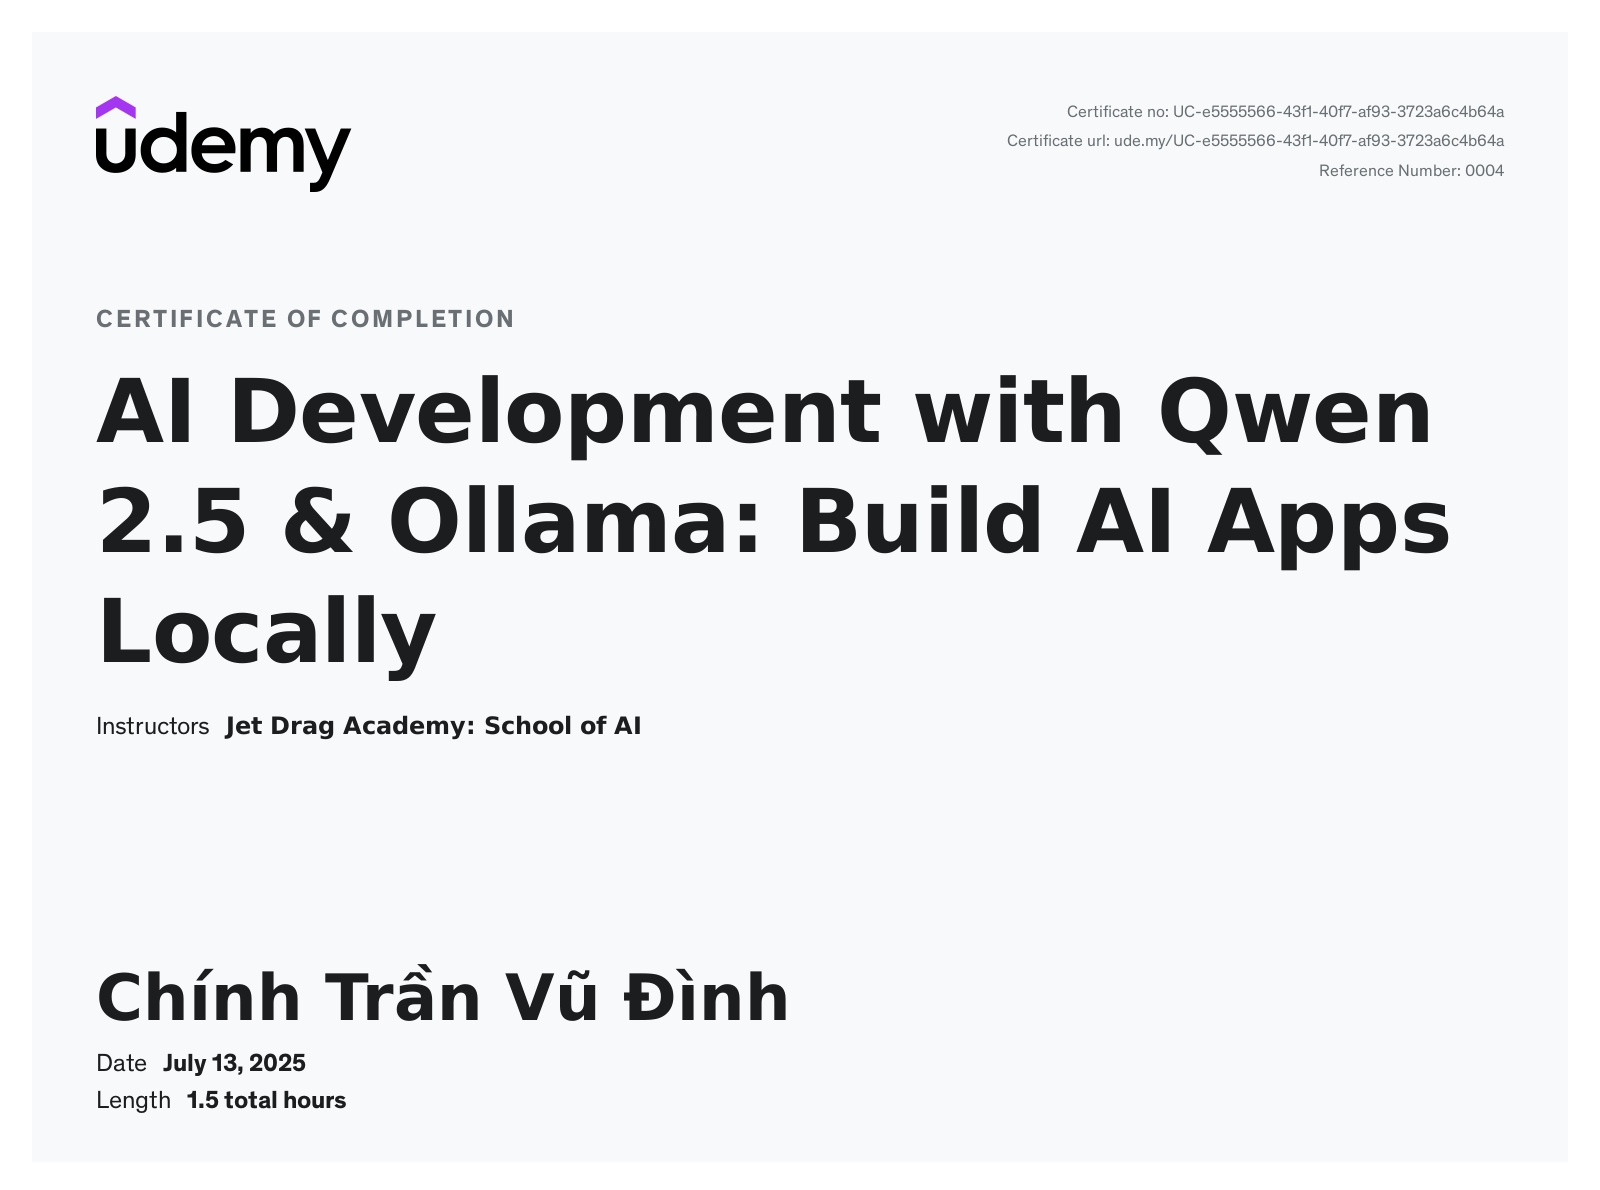 udemy
Certificate no: UC-e5555566-43f1-40f7-af93-3723a6c4b64a
Certificate url: ude.my/UC-e5555566-43f1-40f7-af93-3723a6c4b64a
Reference Number: 0004
CERTIFICATE OF COMPLETION
AI Development with Qwen
2.5 & Ollama: Build AI Apps
Locally
Instructors Jet Drag Academy: School of AI
Chính Trần Vũ Đình
Date July 13, 2025
Length 1.5 total hours